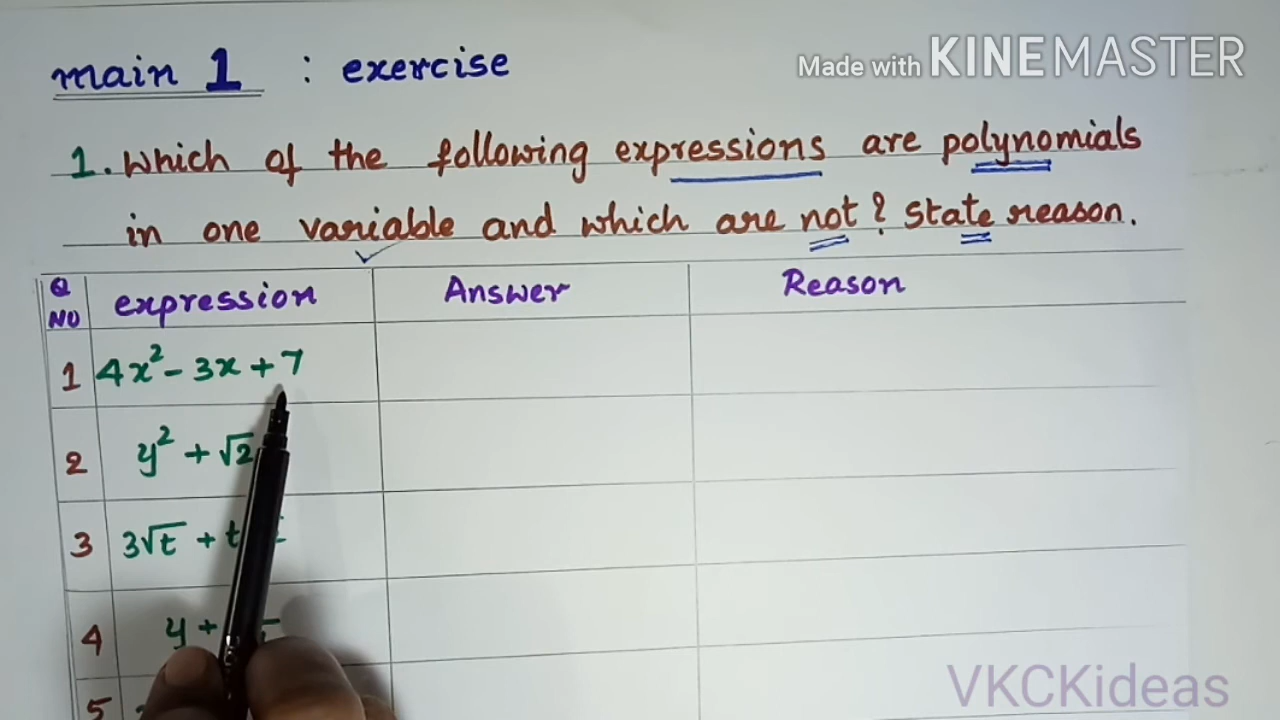 main 1 : exercise
Made with KINEMASTER
1. Which of the following expressions are polynomials
in one variable and which are not? State reason.
Q NO expression Answer Reason
1 4x² - 3x + 7
2 y² + √2
3 3√t + t
4 y +
5
VKCKideas